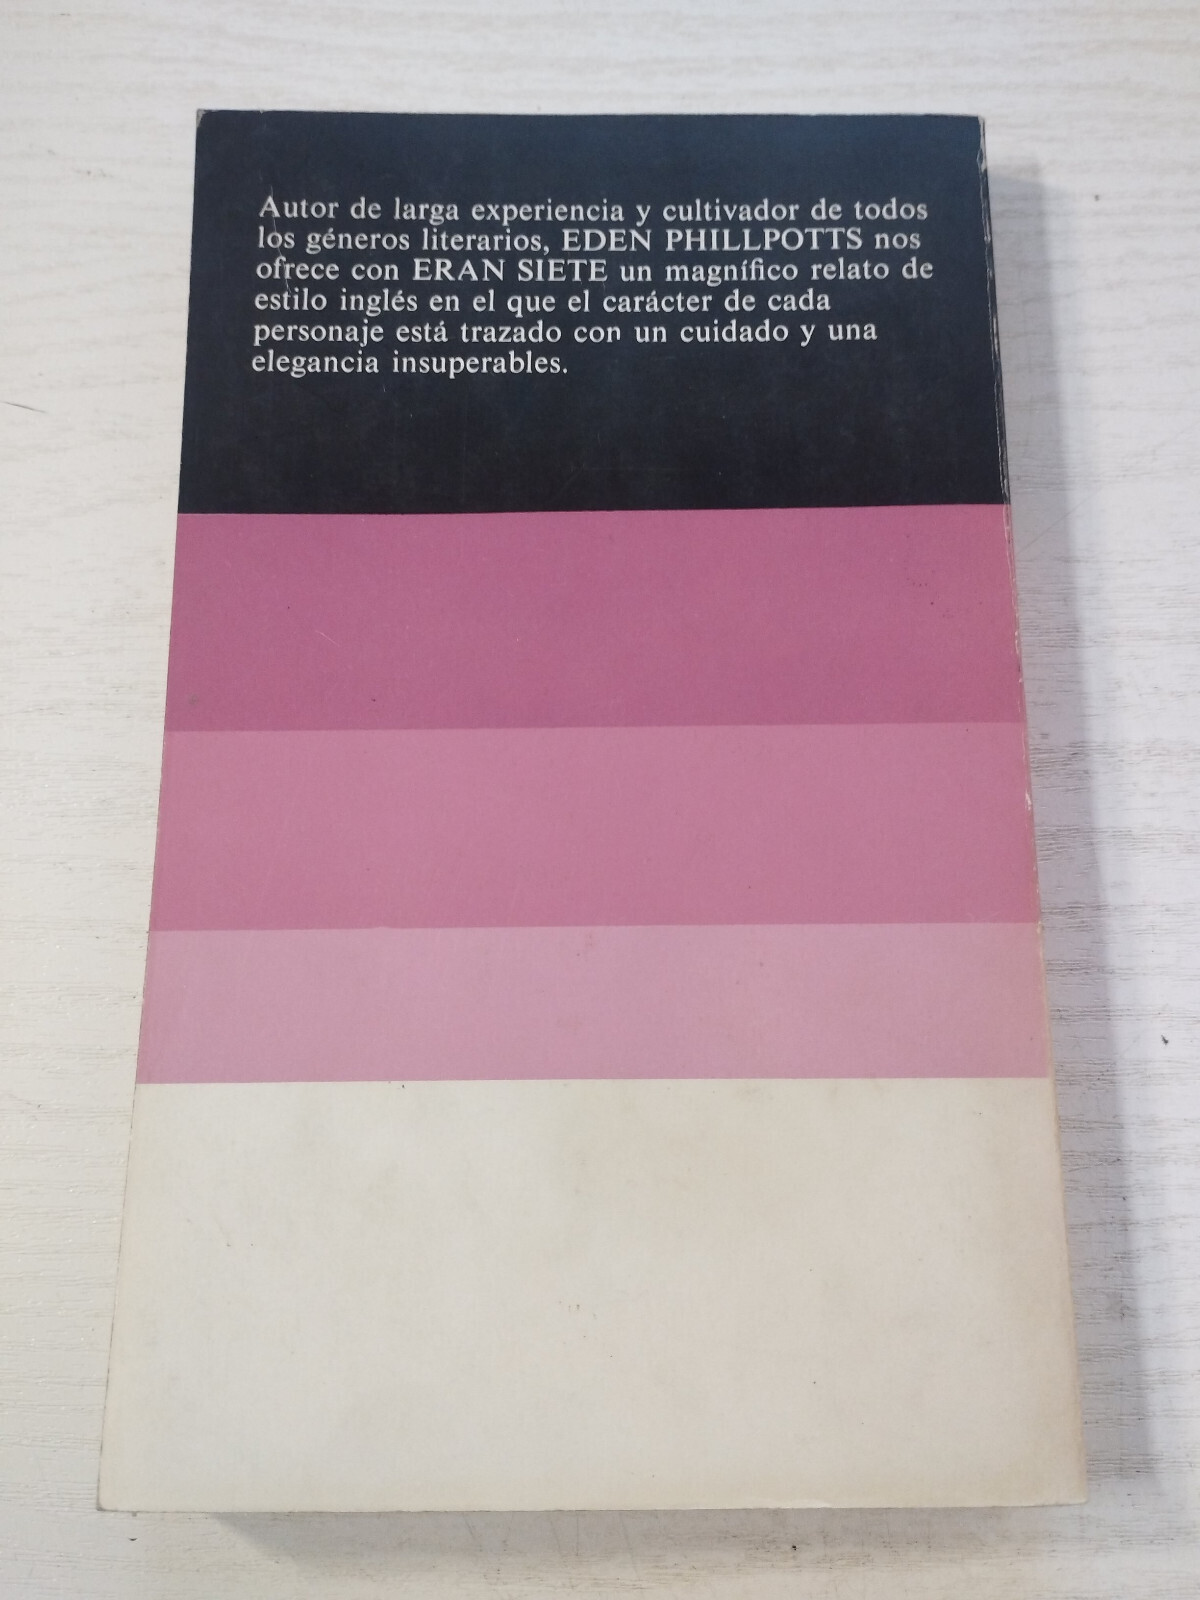 Autor de larga experiencia y cultivador de todos
los géneros literarios, EDEN PHILLPOTTS nos
ofrece con ERAN SIETE un magnífico relato de
estilo inglés en el que el carácter de cada
personaje está trazado con un cuidado y una
elegancia insuperables.